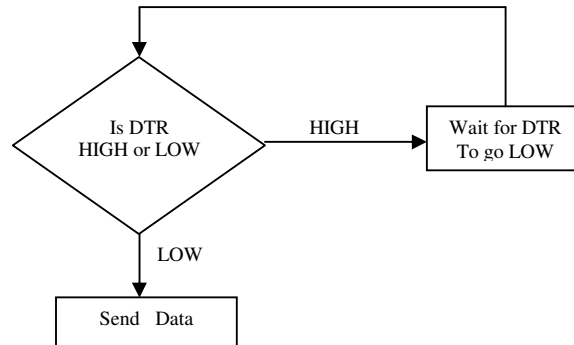 Is DTR
HIGH or LOW
HIGH
Wait for DTR
To go LOW
LOW
Send Data